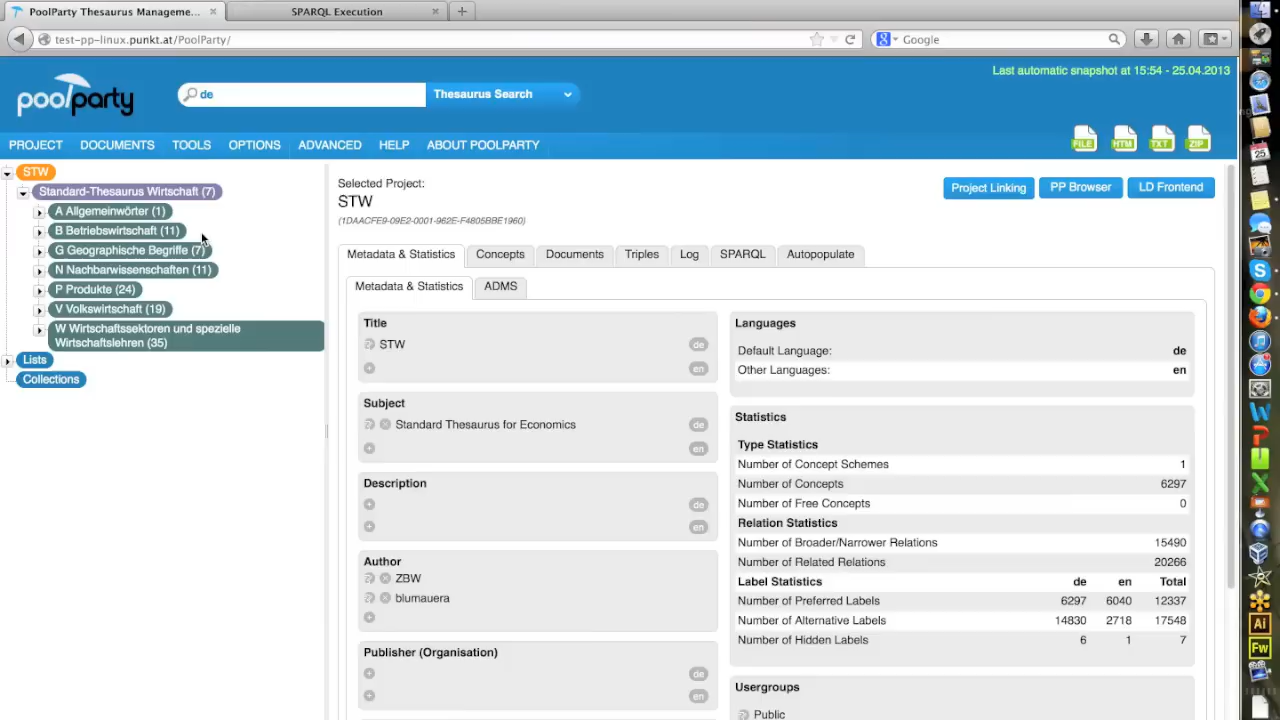 PoolParty Thesaurus Manageme...
SPARQL Execution
test-pp-linux.punkt.at/PoolParty/
Google
Last automatic snapshot at 15:54 - 25.04.2013
poolparty
de
Thesaurus Search
PROJECT
DOCUMENTS
TOOLS
OPTIONS
ADVANCED
HELP
ABOUT POOLPARTY
FILE
HTM
TXT
ZIP
STW
Standard-Thesaurus Wirtschaft (7)
A Allgemeinwörter (1)
B Betriebswirtschaft (11)
G Geographische Begriffe (7)
N Nachbarwissenschaften (11)
P Produkte (24)
V Volkswirtschaft (19)
W Wirtschaftssektoren und spezielle
Wirtschaftslehren (35)
Lists
Collections
Selected Project:
STW
(1DAACFE9-09E2-0001-962E-F4805BBE1960)
Project Linking
PP Browser
LD Frontend
Metadata & Statistics
Concepts
Documents
Triples
Log
SPARQL
Autopopulate
Metadata & Statistics
ADMS
Title
STW
de
en
Subject
Standard Thesaurus for Economics
de
en
Description
de
en
Author
ZBW
blumauera
Publisher (Organisation)
de
en
Languages
Default Language: de
Other Languages: en
Statistics
Type Statistics
Number of Concept Schemes 1
Number of Concepts 6297
Number of Free Concepts 0
Relation Statistics
Number of Broader/Narrower Relations 15490
Number of Related Relations 20266
Label Statistics de en Total
Number of Preferred Labels 6297 6040 12337
Number of Alternative Labels 14830 2718 17548
Number of Hidden Labels 6 1 7
Usergroups
Public
25
Ai
Fw